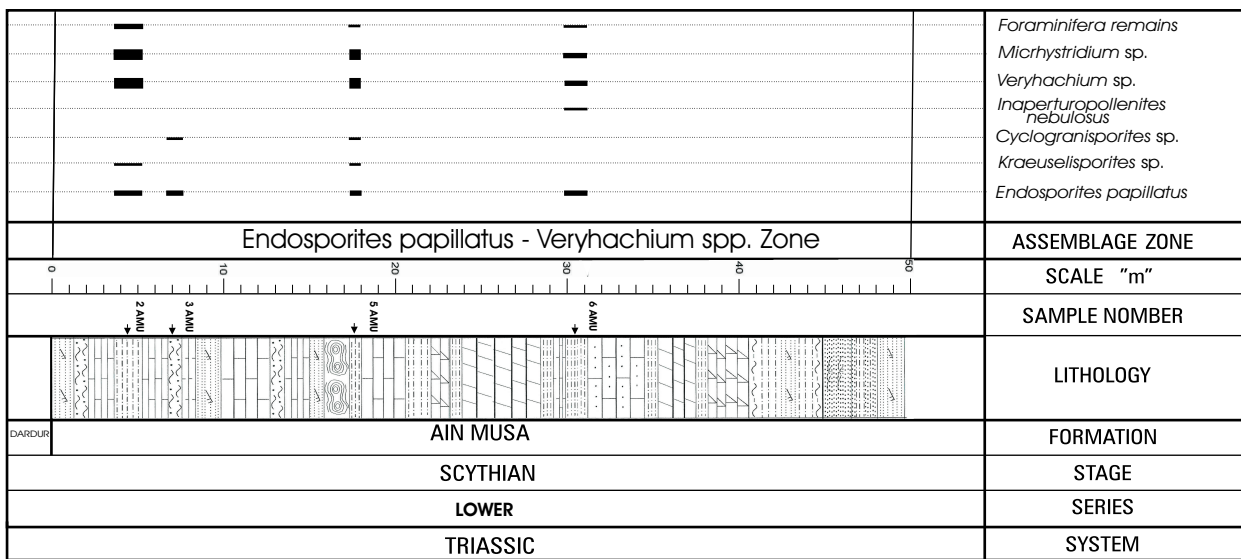 Foraminifera remains
Micrhystridium sp.
Veryhachium sp.
Inaperturopollenites
nebulosus
Cyclogranisporites sp.
Kraeuselisporites sp.
Endosporites papillatus
Endosporites papillatus - Veryhachium spp. Zone
ASSEMBLAGE ZONE
0 10 20 30 40 50
SCALE "m"
2 AMU 3 AMU 5 AMU 6 AMU
SAMPLE NOMBER
LITHOLOGY
DARDUR AIN MUSA
FORMATION
SCYTHIAN
STAGE
LOWER
SERIES
TRIASSIC
SYSTEM